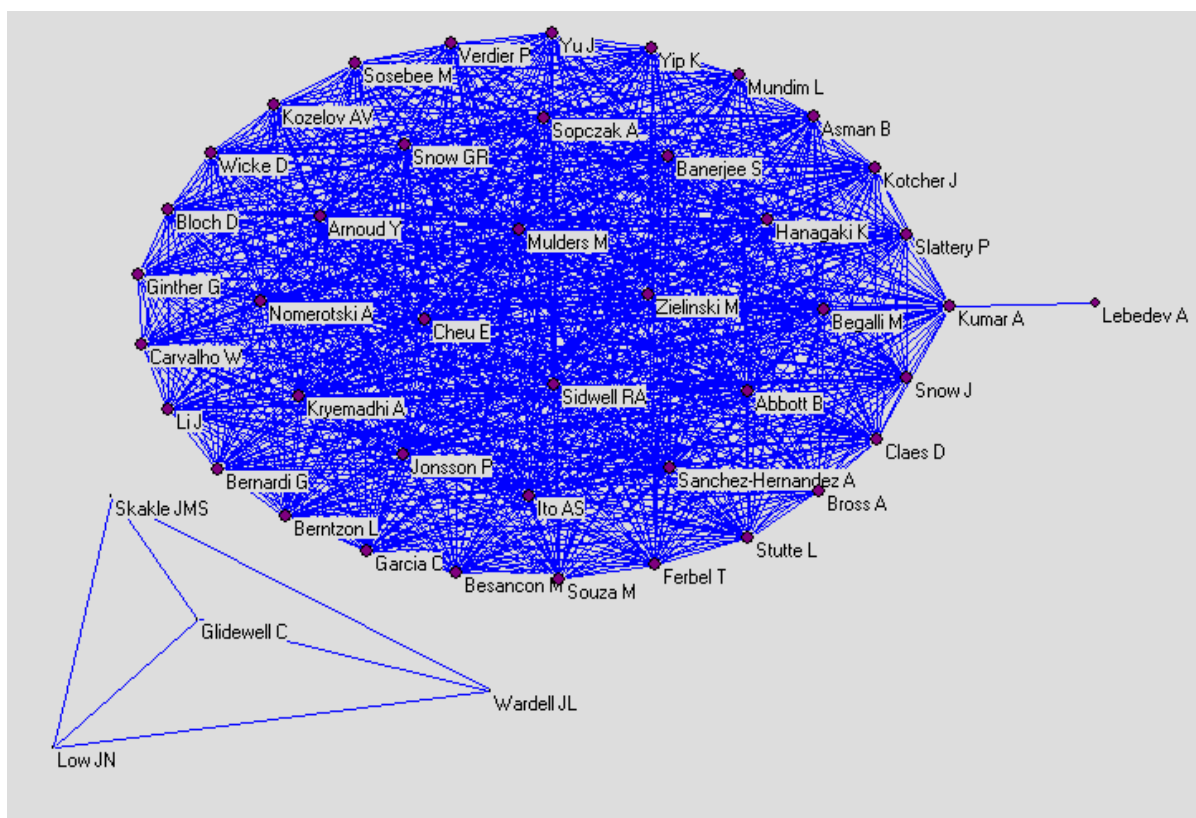 Yu J
Verdier P
Yip K
Sosebee M
Mundim L
Kozelov AV
Sopczak A
Asman B
Snow GR
Wicke D
Banerjee S
Kotcher J
Bloch D
Arnoud Y
Mulders M
Hanagaki K
Slattery P
Ginther G
Nomerotski A
Zielinski M
Begalli M
Kumar A
Lebedev A
Cheu E
Carvalho W
Snow J
Sidwell RA
Kryemadhi A
Abbott B
Li J
Claes D
Jonsson P
Bernardi G
Sanchez-Hernandez A
Bross A
Skakle JMS
Ito AS
Berntzon L
Stutte L
Garcia C
Ferbel T
Besancon M
Souza M
Glidewell C
Wardell JL
Low JN